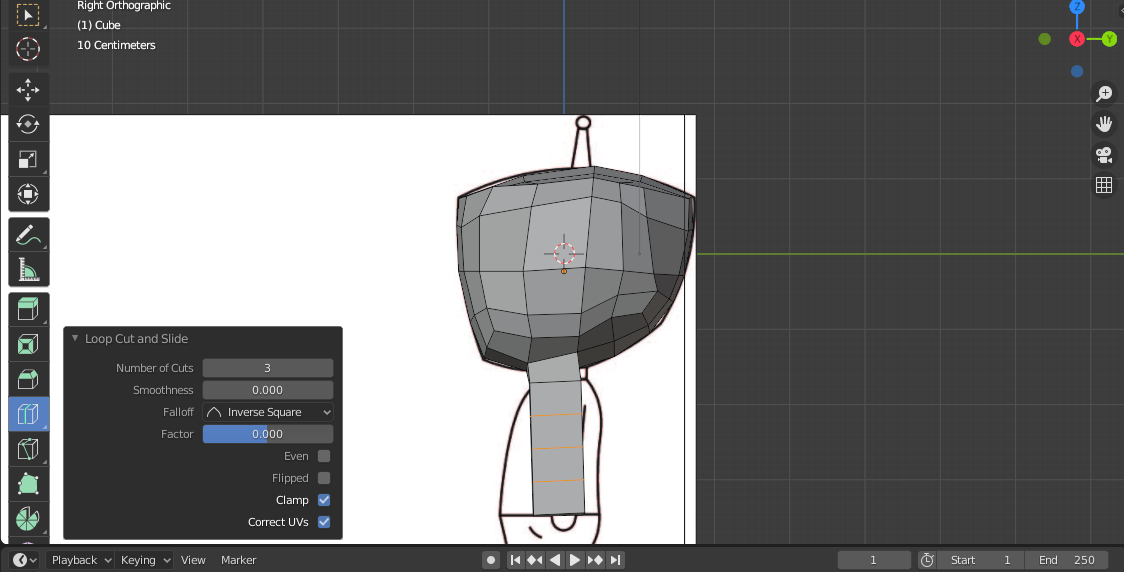 Right Orthographic
(1) Cube
10 Centimeters
Z
X
Y
Loop Cut and Slide
Number of Cuts 3
Smoothness 0.000
Falloff Inverse Square
Factor 0.000
Even
Flipped
Clamp
Correct UVs
Playback Keying View Marker 1 Start 1 End 250